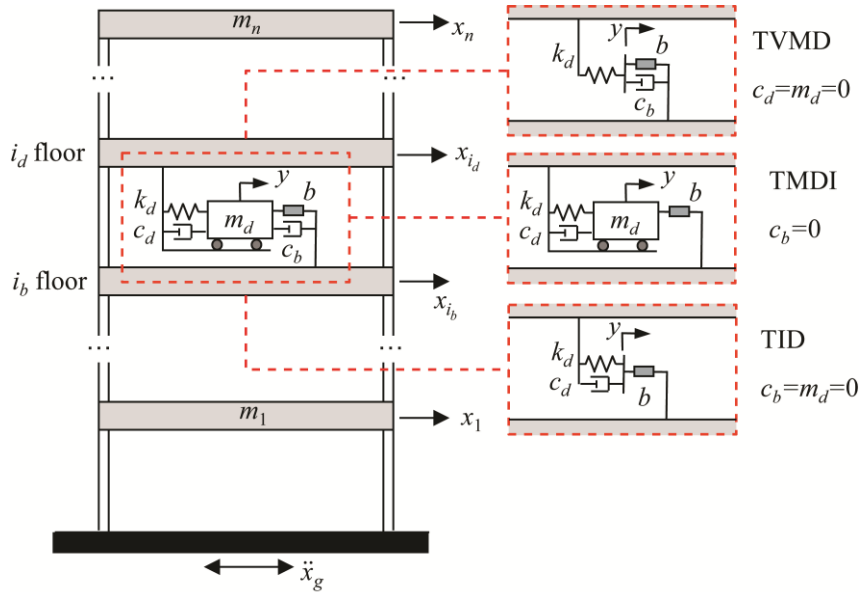 m_n
x_n
...
...
i_d floor
x_{i_d}
y
k_d
b
m_d
c_d
c_b
i_b floor
x_{i_b}
...
...
m_1
x_1
ẍ_g
y
b
k_d
c_b
TVMD
c_d=m_d=0
y
b
k_d
m_d
c_d
TMDI
c_b=0
y
k_d
c_d
b
TID
c_b=m_d=0